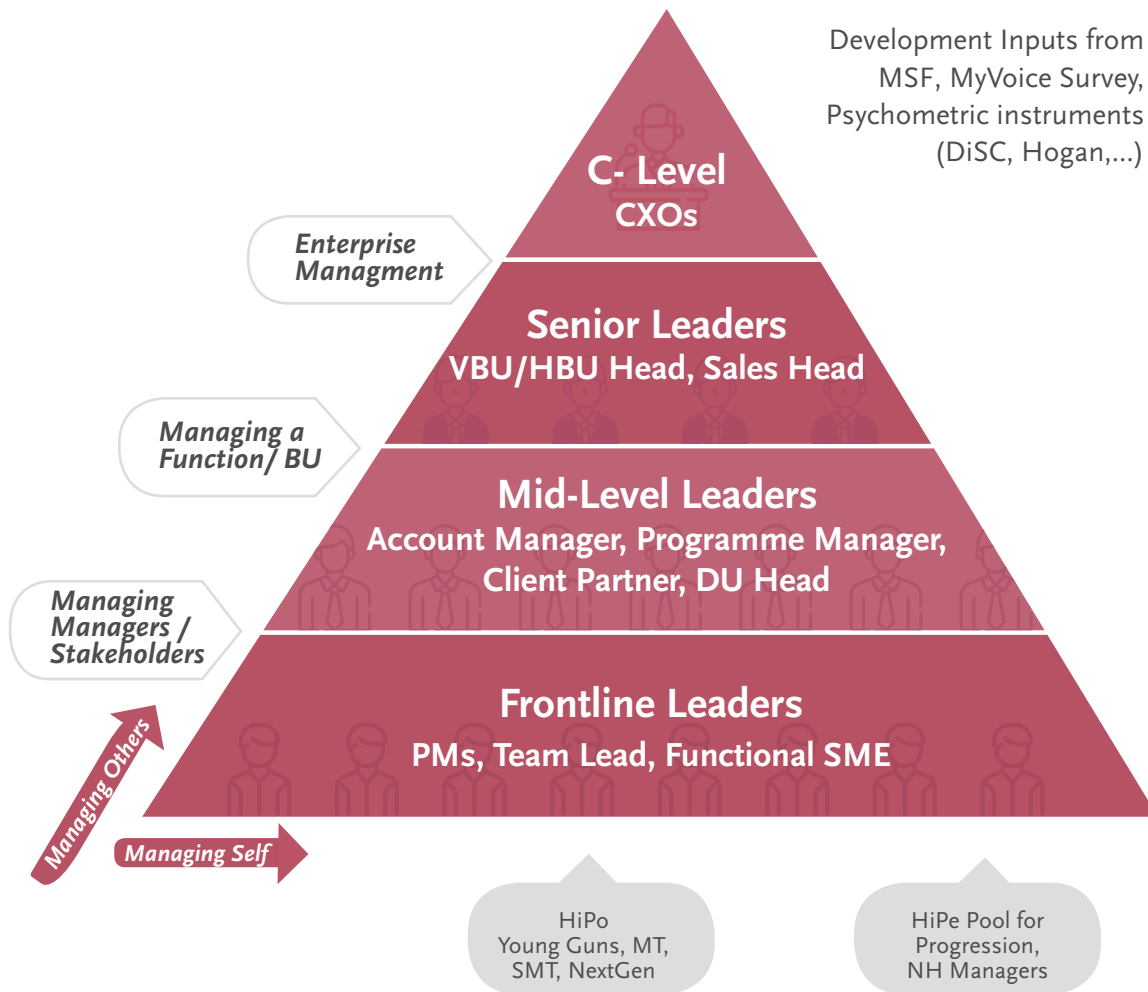 Development Inputs from
MSF, MyVoice Survey,
Psychometric instruments
(DiSC, Hogan,...)
C- Level
CXOs
Enterprise
Managment
Senior Leaders
VBU/HBU Head, Sales Head
Managing a
Function/ BU
Mid-Level Leaders
Account Manager, Programme Manager,
Client Partner, DU Head
Managing
Managers /
Stakeholders
Frontline Leaders
PMs, Team Lead, Functional SME
Managing Others
Managing Self
HiPo
Young Guns, MT,
SMT, NextGen
HiPe Pool for
Progression,
NH Managers